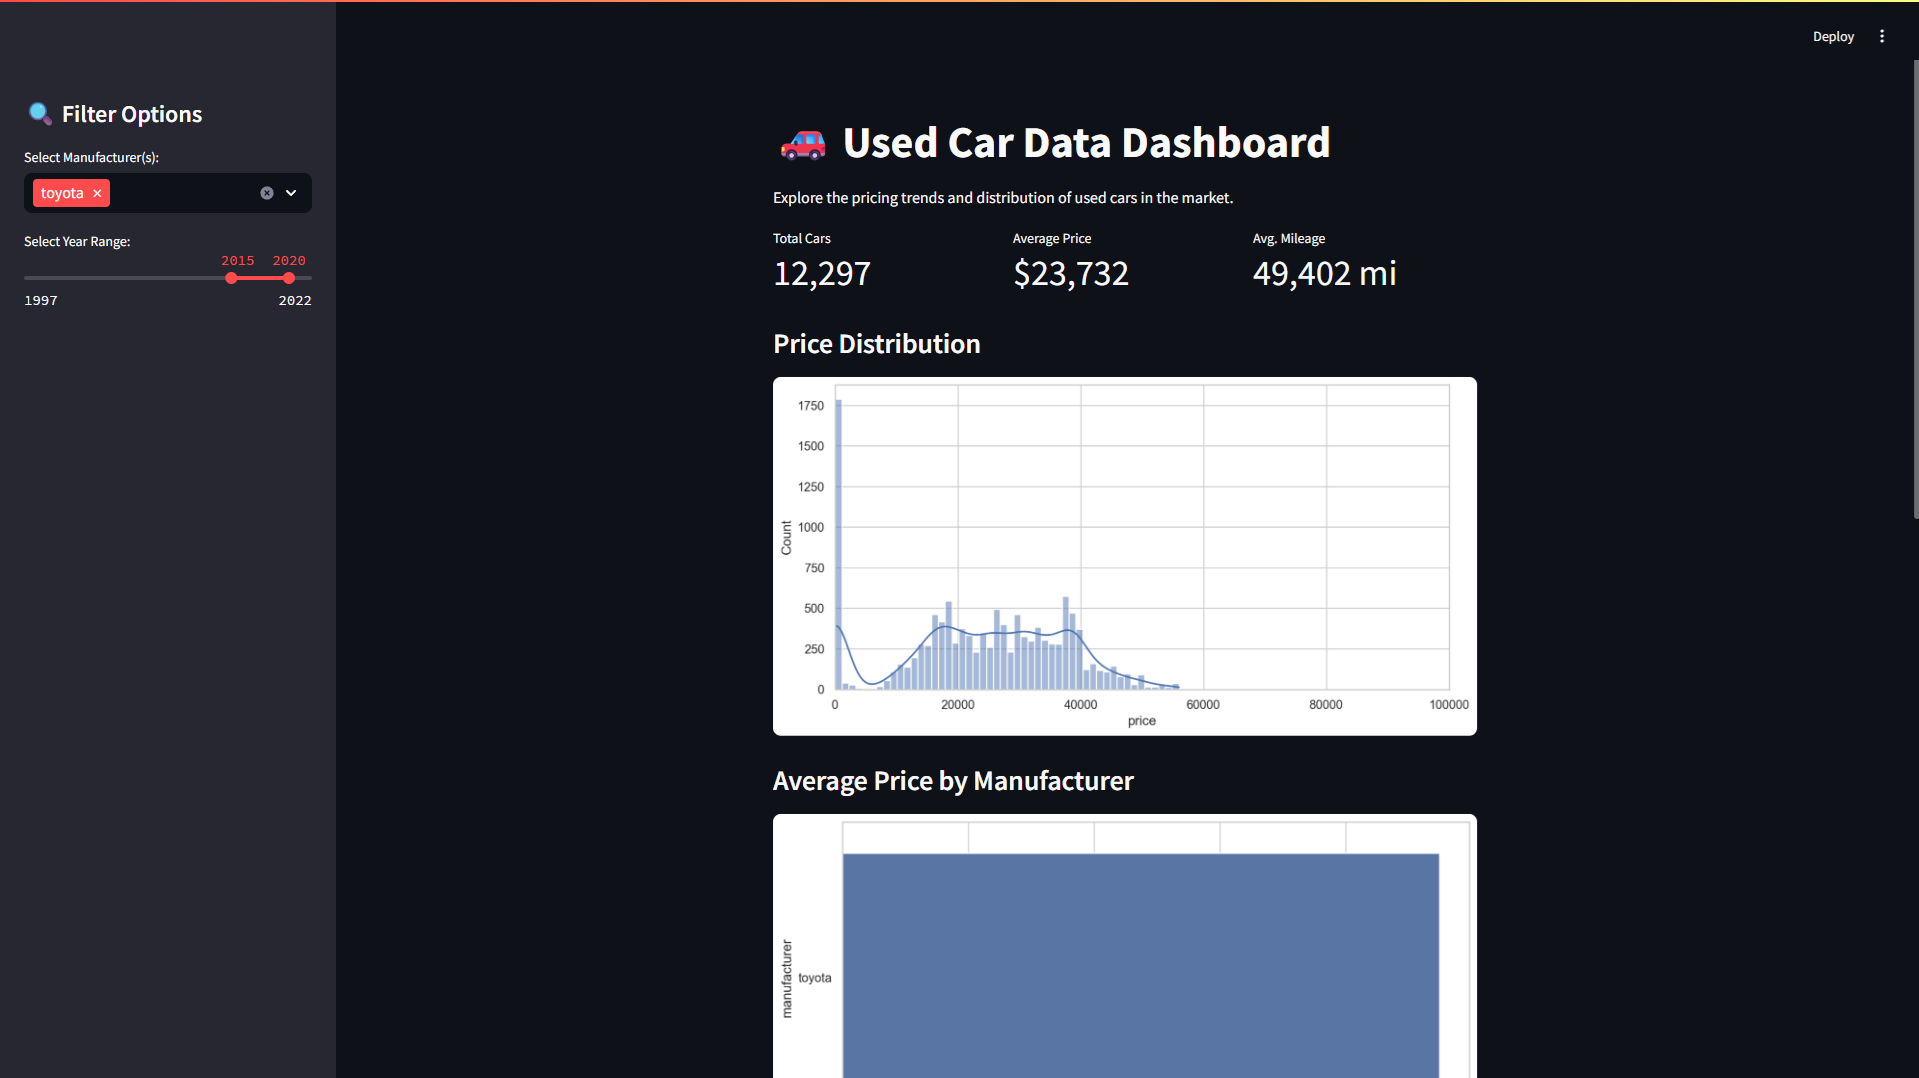 Deploy
Filter Options
Select Manufacturer(s):
toyota
Select Year Range:
2015 2020
1997 2022
Used Car Data Dashboard
Explore the pricing trends and distribution of used cars in the market.
Total Cars Average Price Avg. Mileage
12,297 $23,732 49,402 mi
Price Distribution
1750
1500
1250
1000
750
500
250
0
Count
0 20000 40000 60000 80000 100000
price
Average Price by Manufacturer
manufacturer
toyota